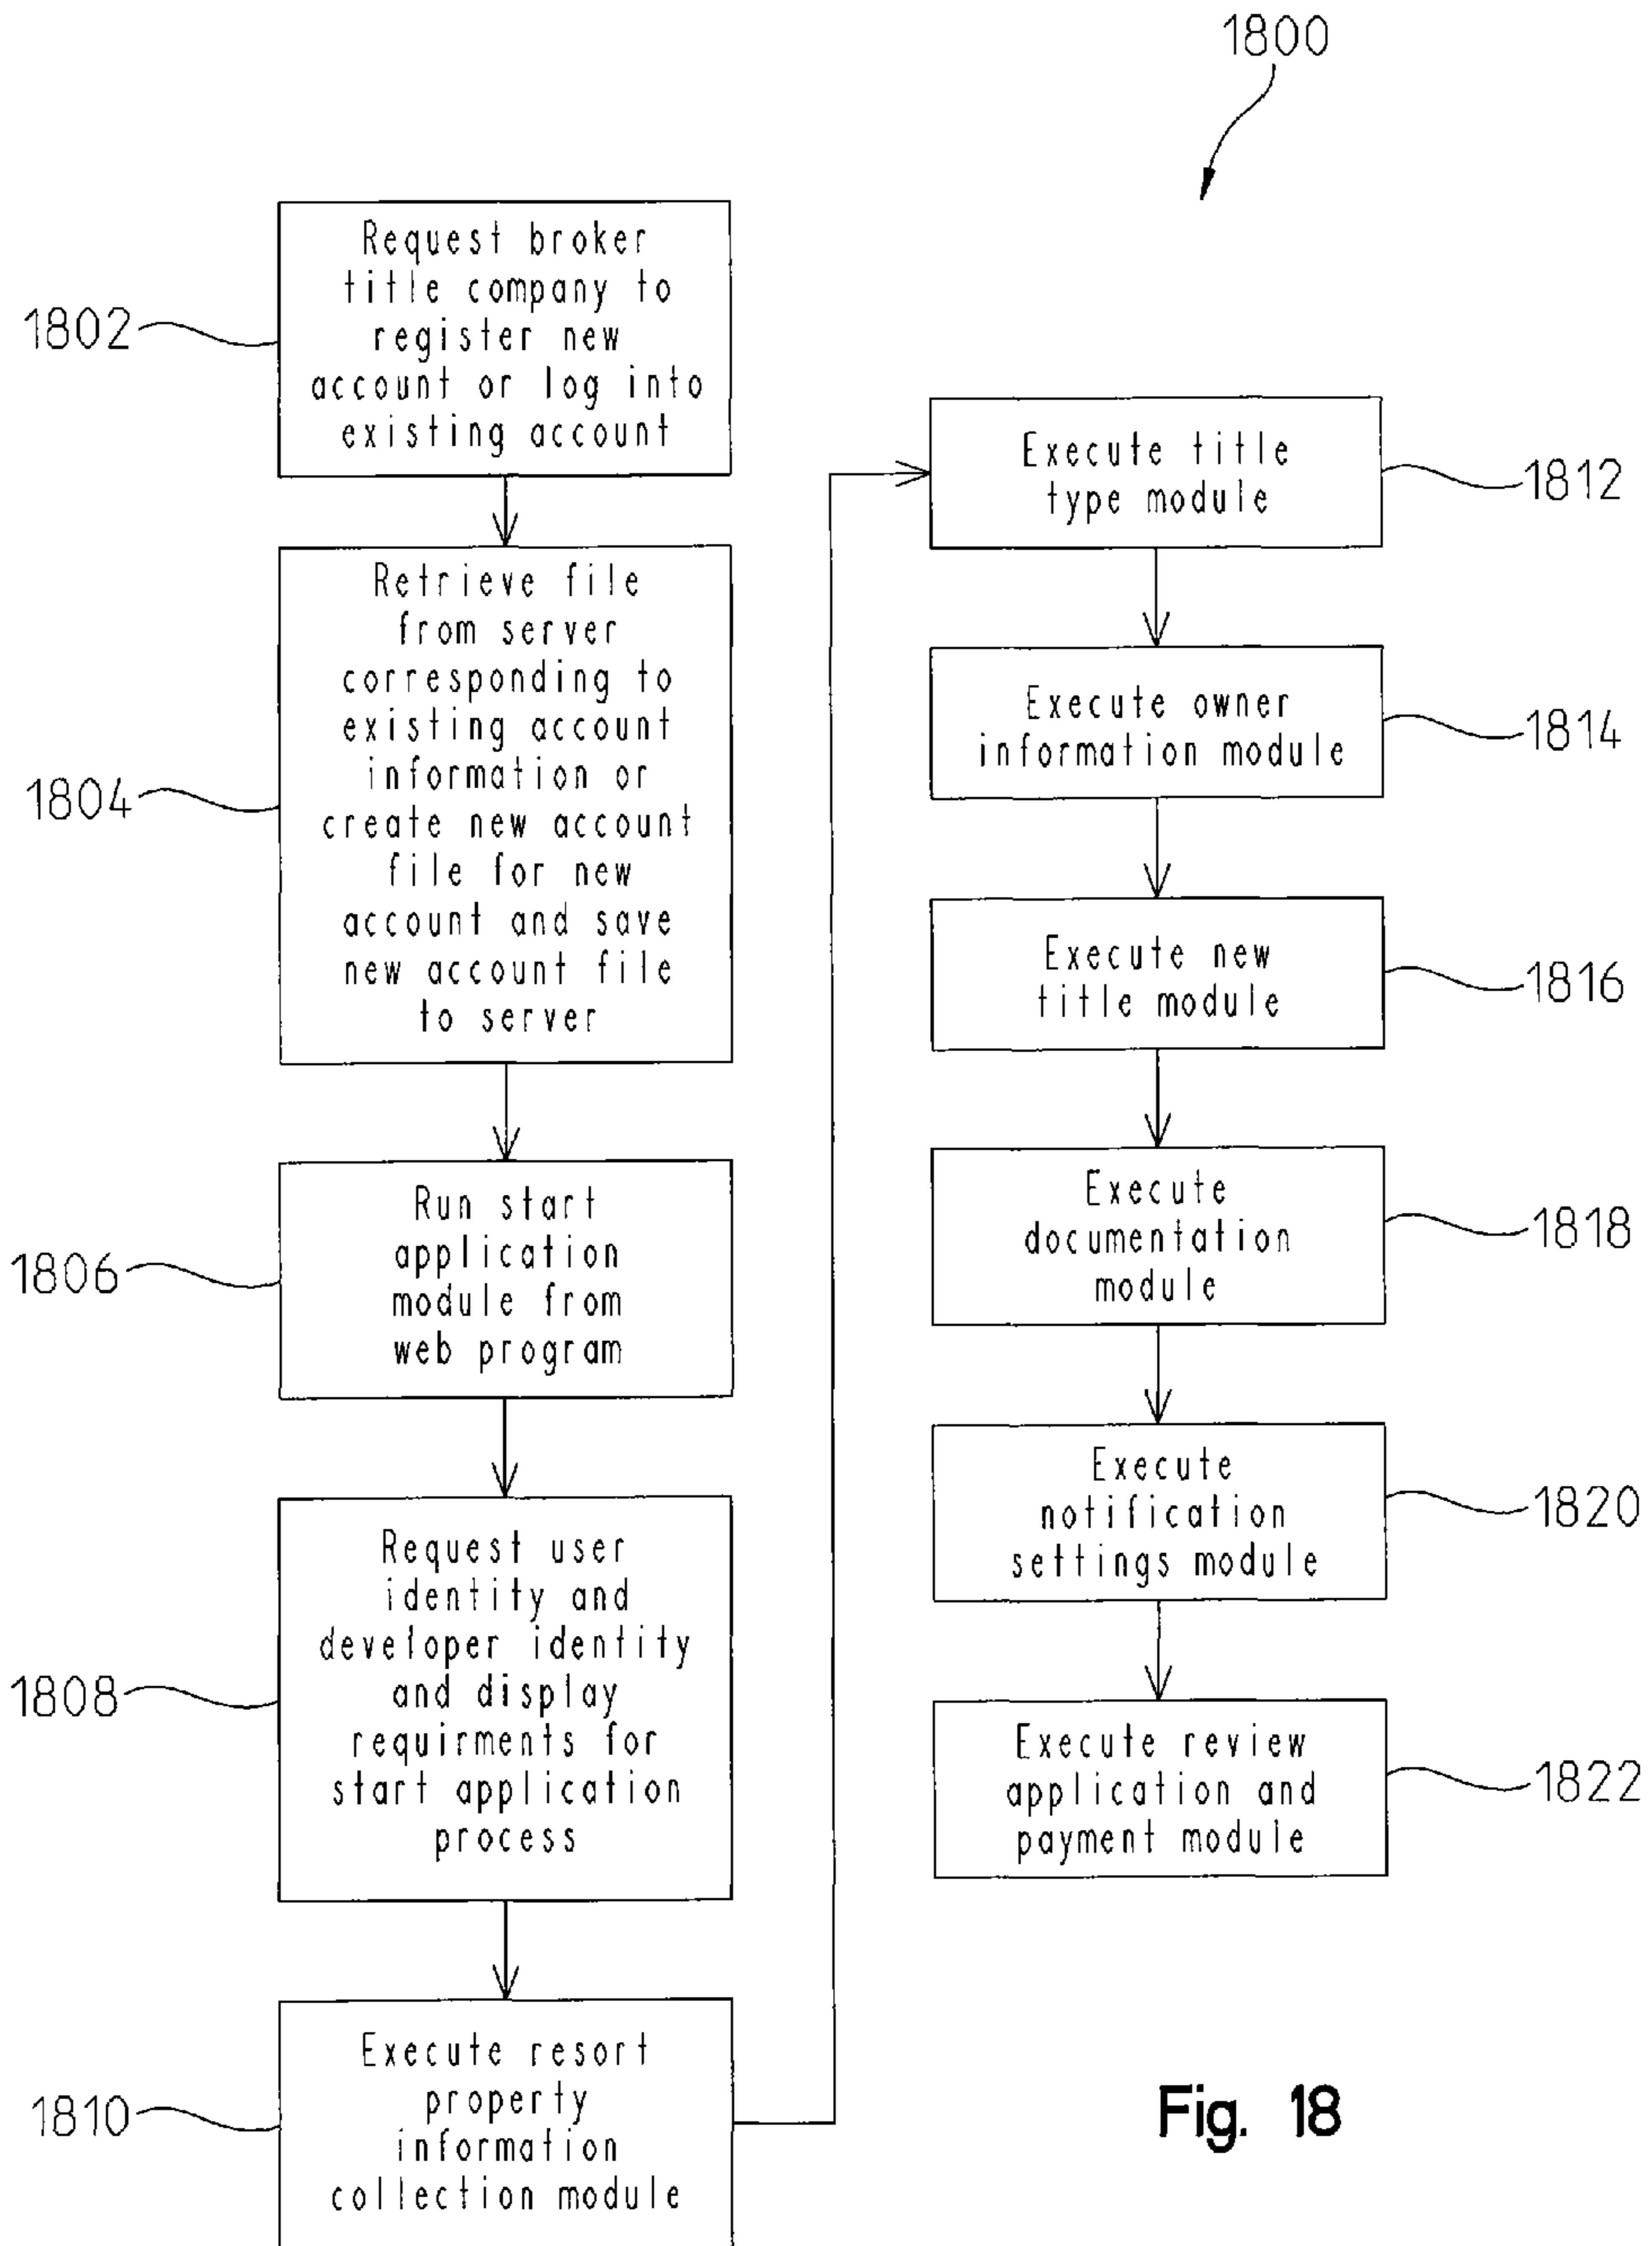 1800
1802
Request broker
title company to
register new
account or log into
existing account
1804
Retrieve file
from server
corresponding to
existing account
information or
create new account
file for new
account and save
new account file
to server
1806
Run start
application
module from
web program
1808
Request user
identity and
developer identity
and display
requirments for
start application
process
1810
Execute resort
property
information
collection module
Execute title
type module
1812
Execute owner
information module
1814
Execute new
title module
1816
Execute
documentation
module
1818
Execute
notification
settings module
1820
Execute review
application and
payment module
1822
Fig. 18